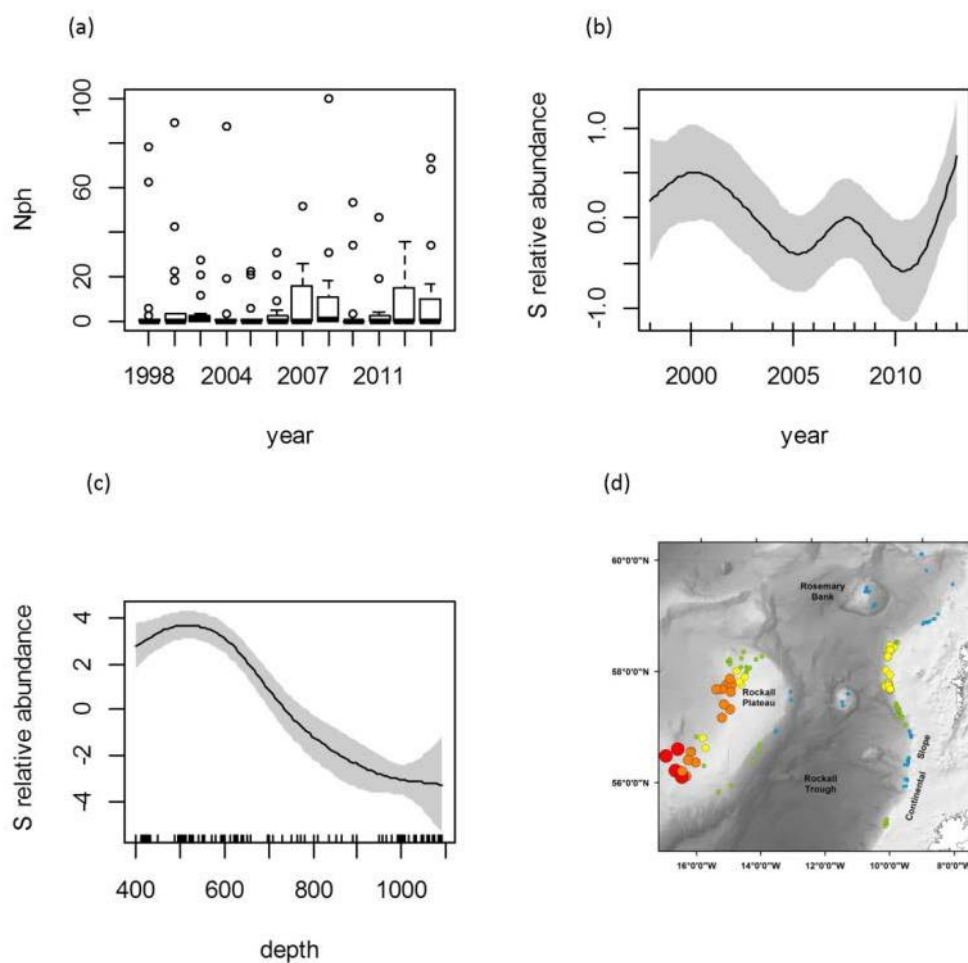 (a)
Nph
100
60
20
0
1998 2004 2007 2011
year
(b)
S relative abundance
1.0
0.0
-1.0
2000 2005 2010
year
(c)
S relative abundance
4
2
0
-2
-4
400 600 800 1000
depth
(d)
60°0'0"N
58°0'0"N
56°0'0"N
Rosemary
Bank
Rockall
Plateau
Rockall
Trough
Continental Slope
16°0'0"W 14°0'0"W 12°0'0"W 10°0'0"W 8°0'0"W